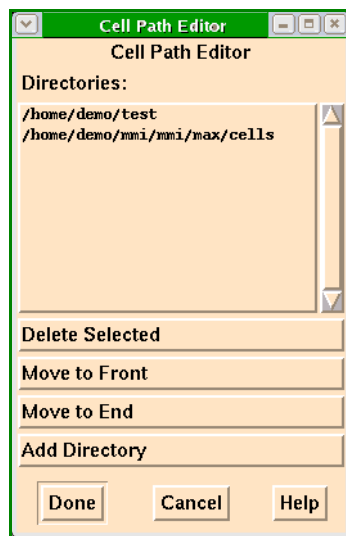 Cell Path Editor
Cell Path Editor
Directories:
/home/demo/test
/home/demo/mmi/mmi/max/cells
Delete Selected
Move to Front
Move to End
Add Directory
Done Cancel Help